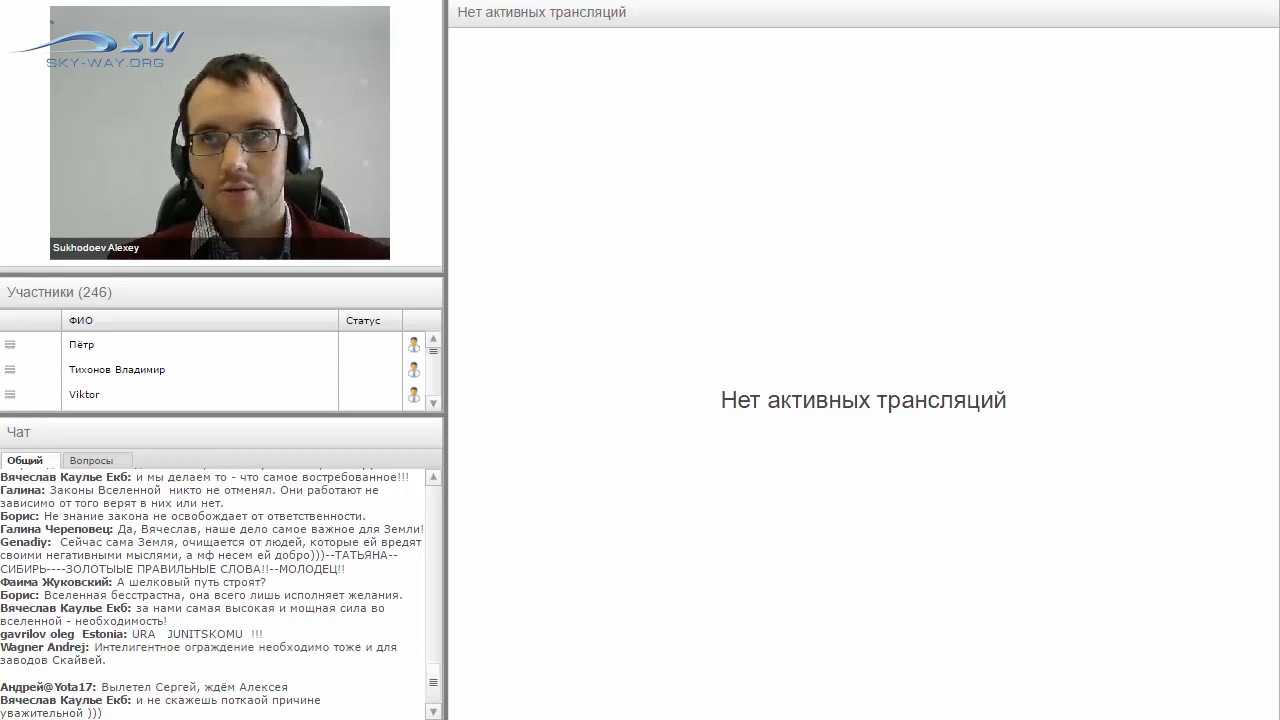 SW
SKY-WAY.ORG
Sukhodoev Alexey
Нет активных трансляций
Участники (246)
ФИО Статус
Пётр
Тихонов Владимир
Viktor
Чат
Общий Вопросы
Вячеслав Каулье Екб: и мы делаем то - что самое востребованное!!!
Галина: Законы Вселенной никто не отменял. Они работают не
зависимо от того верят в них или нет.
Борис: Не знание закона не освобождает от ответственности.
Галина Череповец: Да, Вячеслав, наше дело самое важное для Земли!
Genadiy: Сейчас сама Земля, очищается от людей, которые ей вредят
своими негативными мыслями, а мф несем ей добро)))--ТАТЬЯНА--
СИБИРЬ----ЗОЛОТЫЫЕ ПРАВИЛЬНЫЕ СЛОВА!!--МОЛОДЕЦ!!
Фаима Жуковский: А шелковый путь строят?
Борис: Вселенная бесстрастна, она всего лишь исполняет желания.
Вячеслав Каулье Екб: за нами самая высокая и мощная сила во
вселенной - необходимость!
gavrilov oleg Estonia: URA JUNITSKOMU !!!
Wagner Andrej: Интелигентное ограждение необходимо тоже и для
заводов Скайвей.
Андрей@Yota17: Вылетел Сергей, ждём Алексея
Вячеслав Каулье Екб: и не скажешь поткаой причине
уважительной )))
Нет активных трансляций